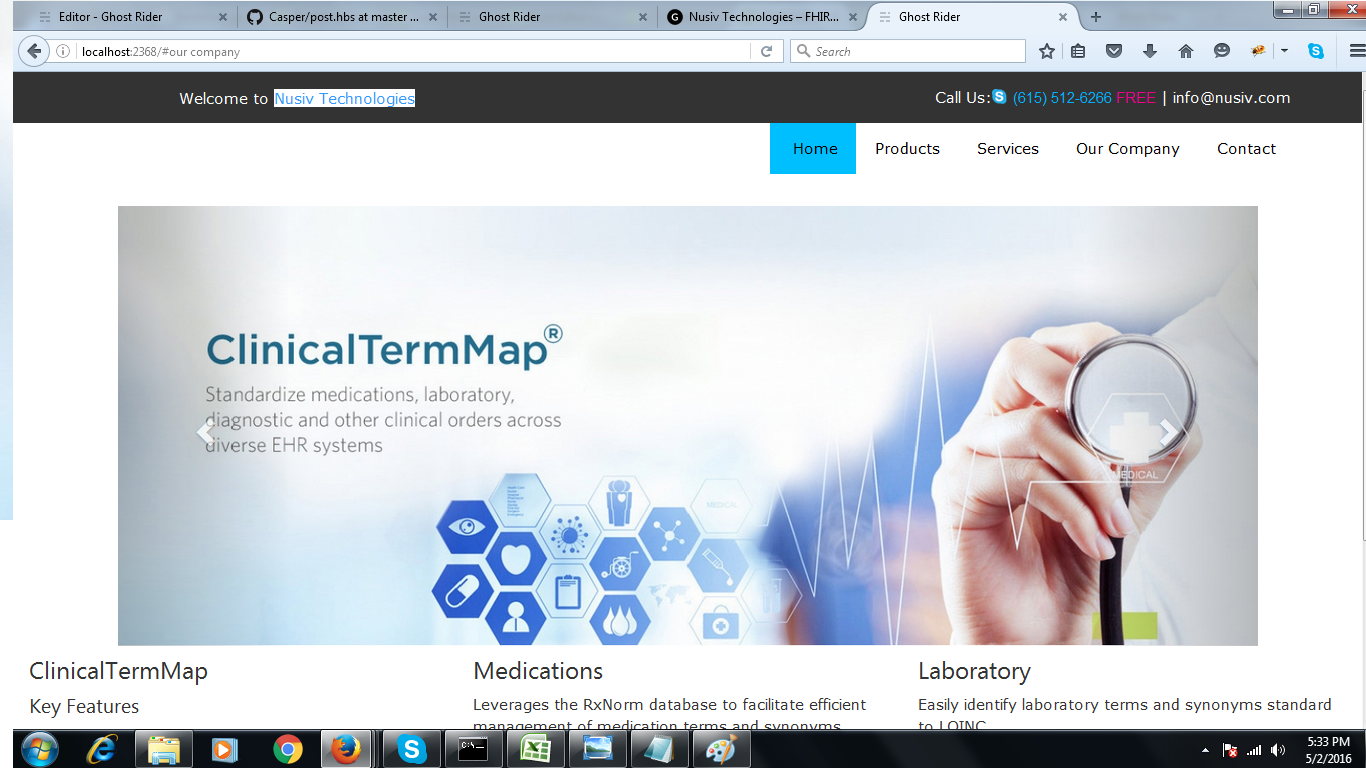 Editor - Ghost Rider
Casper/post.hbs at master ...
Ghost Rider
Nusiv Technologies – FHIR...
Ghost Rider
localhost:2368/#our company
Search
Welcome to Nusiv Technologies
Call Us: (615) 512-6266 FREE | info@nusiv.com
Home Products Services Our Company Contact
ClinicalTermMap®
Standardize medications, laboratory,
diagnostic and other clinical orders across
diverse EHR systems
MEDICAL
MEDICAL
ClinicalTermMap
Key Features
Medications
Leverages the RxNorm database to facilitate efficient
management of medication terms and synonyms
Laboratory
Easily identify laboratory terms and synonyms standard
to LOINC
C:\_
5:33 PM
5/2/2016